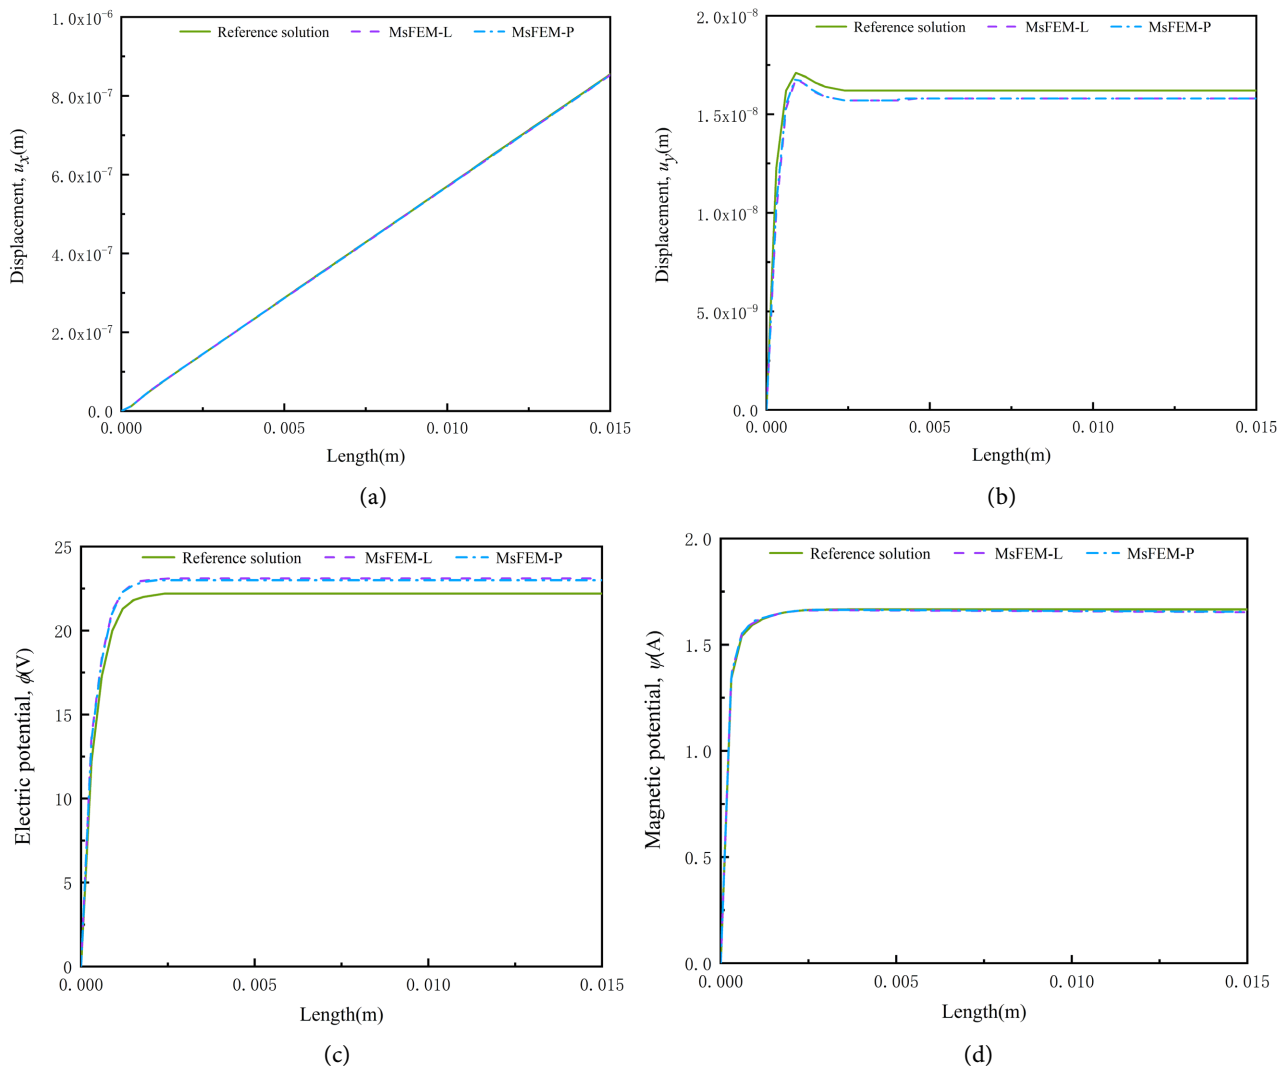 Reference solution MsFEM-L MsFEM-P
1.0x10⁻⁶
8.0x10⁻⁷
6.0x10⁻⁷
4.0x10⁻⁷
2.0x10⁻⁷
0.0
Displacement, uₓ(m)
0.000 0.005 0.010 0.015
Length(m)
(a)
Reference solution MsFEM-L MsFEM-P
2.0x10⁻⁸
1.5x10⁻⁸
1.0x10⁻⁸
5.0x10⁻⁹
0.0
Displacement, u_y(m)
0.000 0.005 0.010 0.015
Length(m)
(b)
Reference solution MsFEM-L MsFEM-P
25
20
15
10
5
0
Electric potential, ϕ(V)
0.000 0.005 0.010 0.015
Length(m)
(c)
Reference solution MsFEM-L MsFEM-P
2.0
1.5
1.0
0.5
0.0
Magnetic potential, ψ(A)
0.000 0.005 0.010 0.015
Length(m)
(d)